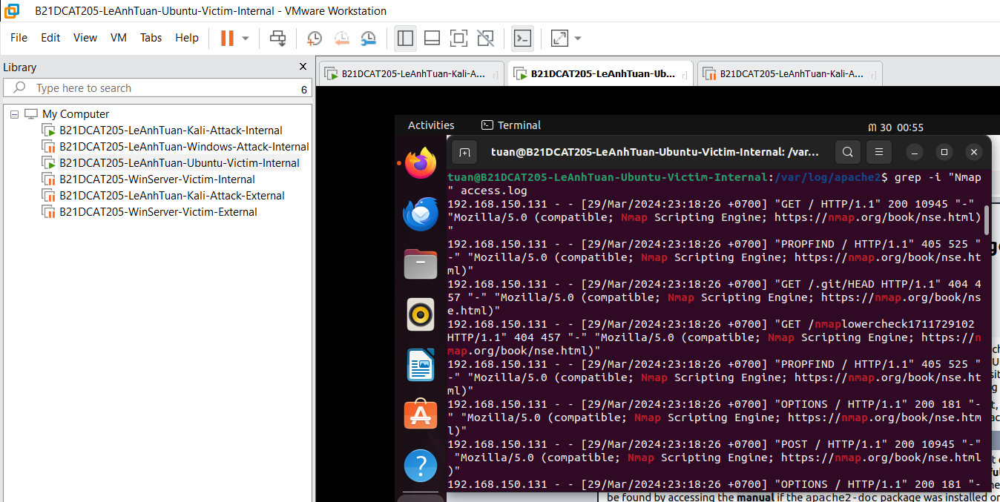 B21DCAT205-LeAnhTuan-Ubuntu-Victim-Internal - VMware Workstation
File Edit View VM Tabs Help
Library
Type here to search
6
My Computer
B21DCAT205-LeAnhTuan-Kali-Attack-Internal
B21DCAT205-LeAnhTuan-Windows-Attack-Internal
B21DCAT205-LeAnhTuan-Ubuntu-Victim-Internal
B21DCAT205-WinServer-Victim-Internal
B21DCAT205-LeAnhTuan-Kali-Attack-External
B21DCAT205-WinServer-Victim-External
B21DCAT205-LeAnhTuan-Kali-A... B21DCAT205-LeAnhTuan-Ub... B21DCAT205-LeAnhTuan-Kali-A...
Activities Terminal 30 00:55
tuan@B21DCAT205-LeAnhTuan-Ubuntu-Victim-Internal: /var...
tuan@B21DCAT205-LeAnhTuan-Ubuntu-Victim-Internal:/var/log/apache2$ grep -i "Nmap
" access.log
192.168.150.131 - - [29/Mar/2024:23:18:26 +0700] "GET / HTTP/1.1" 200 10945 "-"
"Mozilla/5.0 (compatible; Nmap Scripting Engine; https://nmap.org/book/nse.html)
"
192.168.150.131 - - [29/Mar/2024:23:18:26 +0700] "PROPFIND / HTTP/1.1" 405 525 "
-" "Mozilla/5.0 (compatible; Nmap Scripting Engine; https://nmap.org/book/nse.ht
ml)"
192.168.150.131 - - [29/Mar/2024:23:18:26 +0700] "GET /.git/HEAD HTTP/1.1" 404 4
57 "-" "Mozilla/5.0 (compatible; Nmap Scripting Engine; https://nmap.org/book/ns
e.html)"
192.168.150.131 - - [29/Mar/2024:23:18:26 +0700] "GET /nmaplowercheck1711729102
HTTP/1.1" 404 457 "-" "Mozilla/5.0 (compatible; Nmap Scripting Engine; https://n
map.org/book/nse.html)"
192.168.150.131 - - [29/Mar/2024:23:18:26 +0700] "PROPFIND / HTTP/1.1" 405 525 "
-" "Mozilla/5.0 (compatible; Nmap Scripting Engine; https://nmap.org/book/nse.ht
ml)"
192.168.150.131 - - [29/Mar/2024:23:18:26 +0700] "OPTIONS / HTTP/1.1" 200 181 "-
" "Mozilla/5.0 (compatible; Nmap Scripting Engine; https://nmap.org/book/nse.htm
l)"
192.168.150.131 - - [29/Mar/2024:23:18:26 +0700] "POST / HTTP/1.1" 200 10945 "-"
"Mozilla/5.0 (compatible; Nmap Scripting Engine; https://nmap.org/book/nse.html
)"
192.168.150.131 - - [29/Mar/2024:23:18:26 +0700] "OPTIONS / HTTP/1.1" 200 181 "-
be found by accessing the manual if the apache2-doc package was installed on